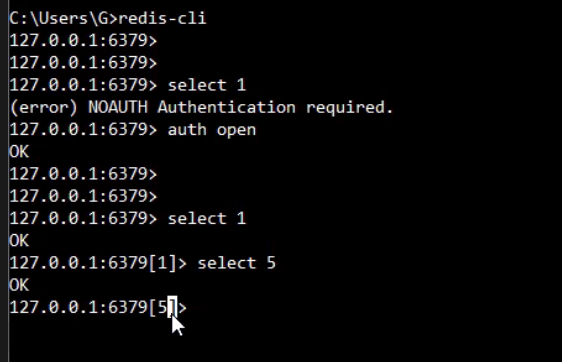 C:\Users\G>redis-cli
127.0.0.1:6379>
127.0.0.1:6379>
127.0.0.1:6379> select 1
(error) NOAUTH Authentication required.
127.0.0.1:6379> auth open
OK
127.0.0.1:6379>
127.0.0.1:6379>
127.0.0.1:6379> select 1
OK
127.0.0.1:6379[1]> select 5
OK
127.0.0.1:6379[5]>